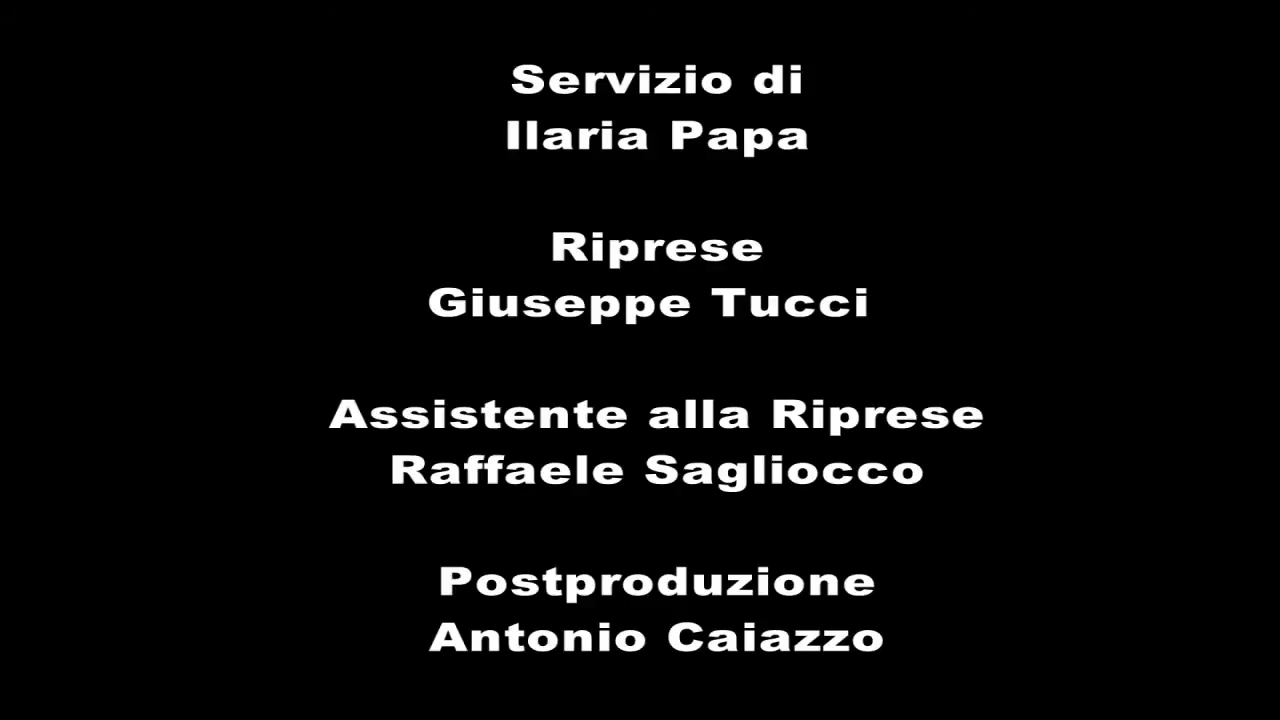 Servizio di
Ilaria Papa
Riprese
Giuseppe Tucci
Assistente alla Riprese
Raffaele Sagliocco
Postproduzione
Antonio Caiazzo